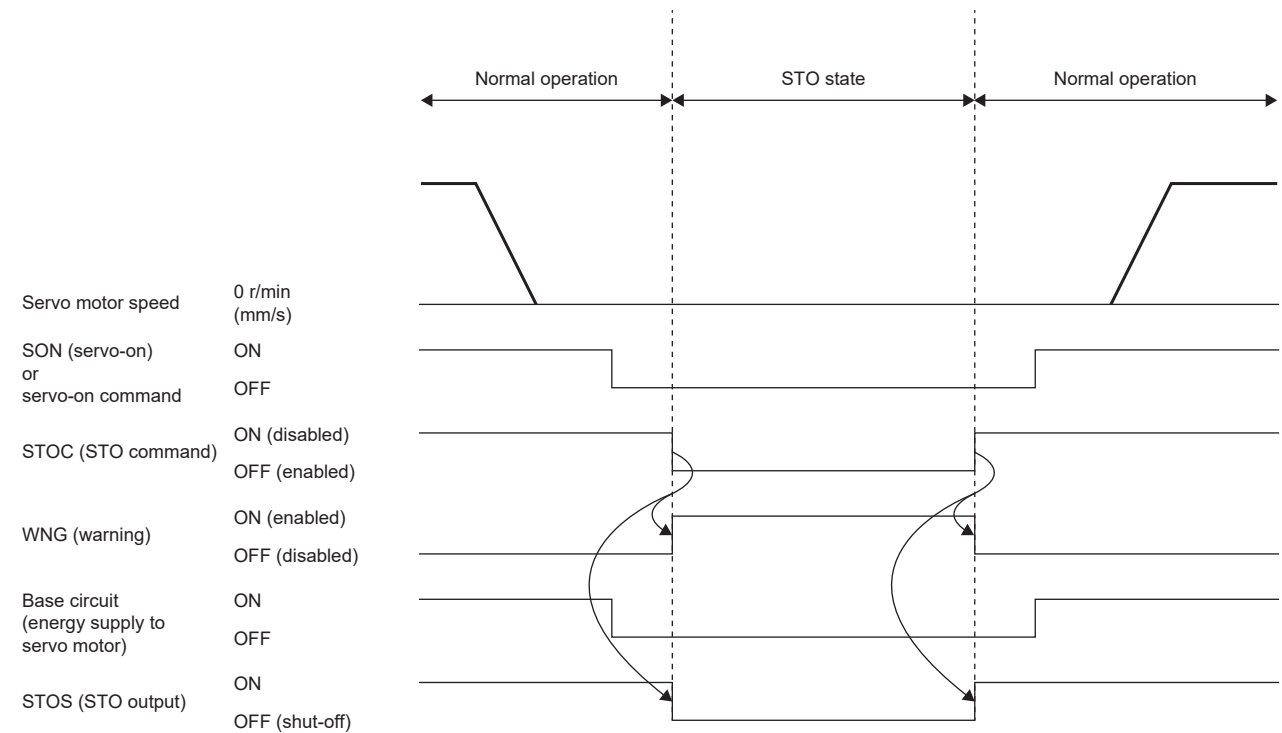 Normal operation
STO state
Normal operation
Servo motor speed
0 r/min
(mm/s)
SON (servo-on)
or
servo-on command
ON
OFF
STOC (STO command)
ON (disabled)
OFF (enabled)
WNG (warning)
ON (enabled)
OFF (disabled)
Base circuit
(energy supply to
servo motor)
ON
OFF
STOS (STO output)
ON
OFF (shut-off)